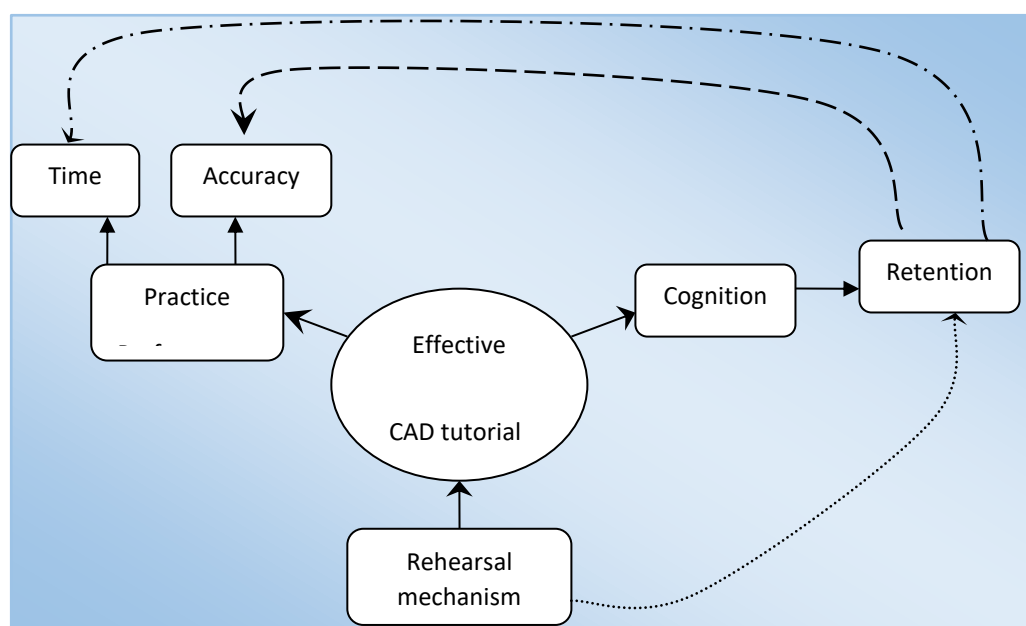 Time
Accuracy
Practice
Cognition
Retention
Effective
CAD tutorial
Rehearsal
mechanism